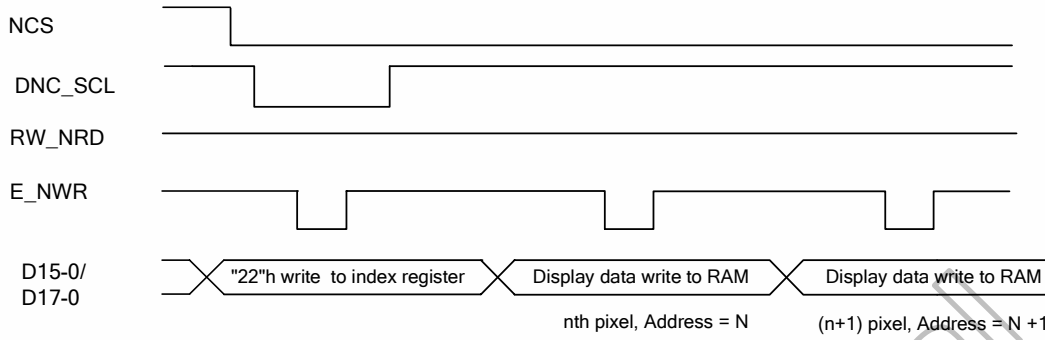 NCS
DNC_SCL
RW_NRD
E_NWR
D15-0/
D17-0
"22"h write to index register
Display data write to RAM
Display data write to RAM
nth pixel, Address = N
(n+1) pixel, Address = N +1